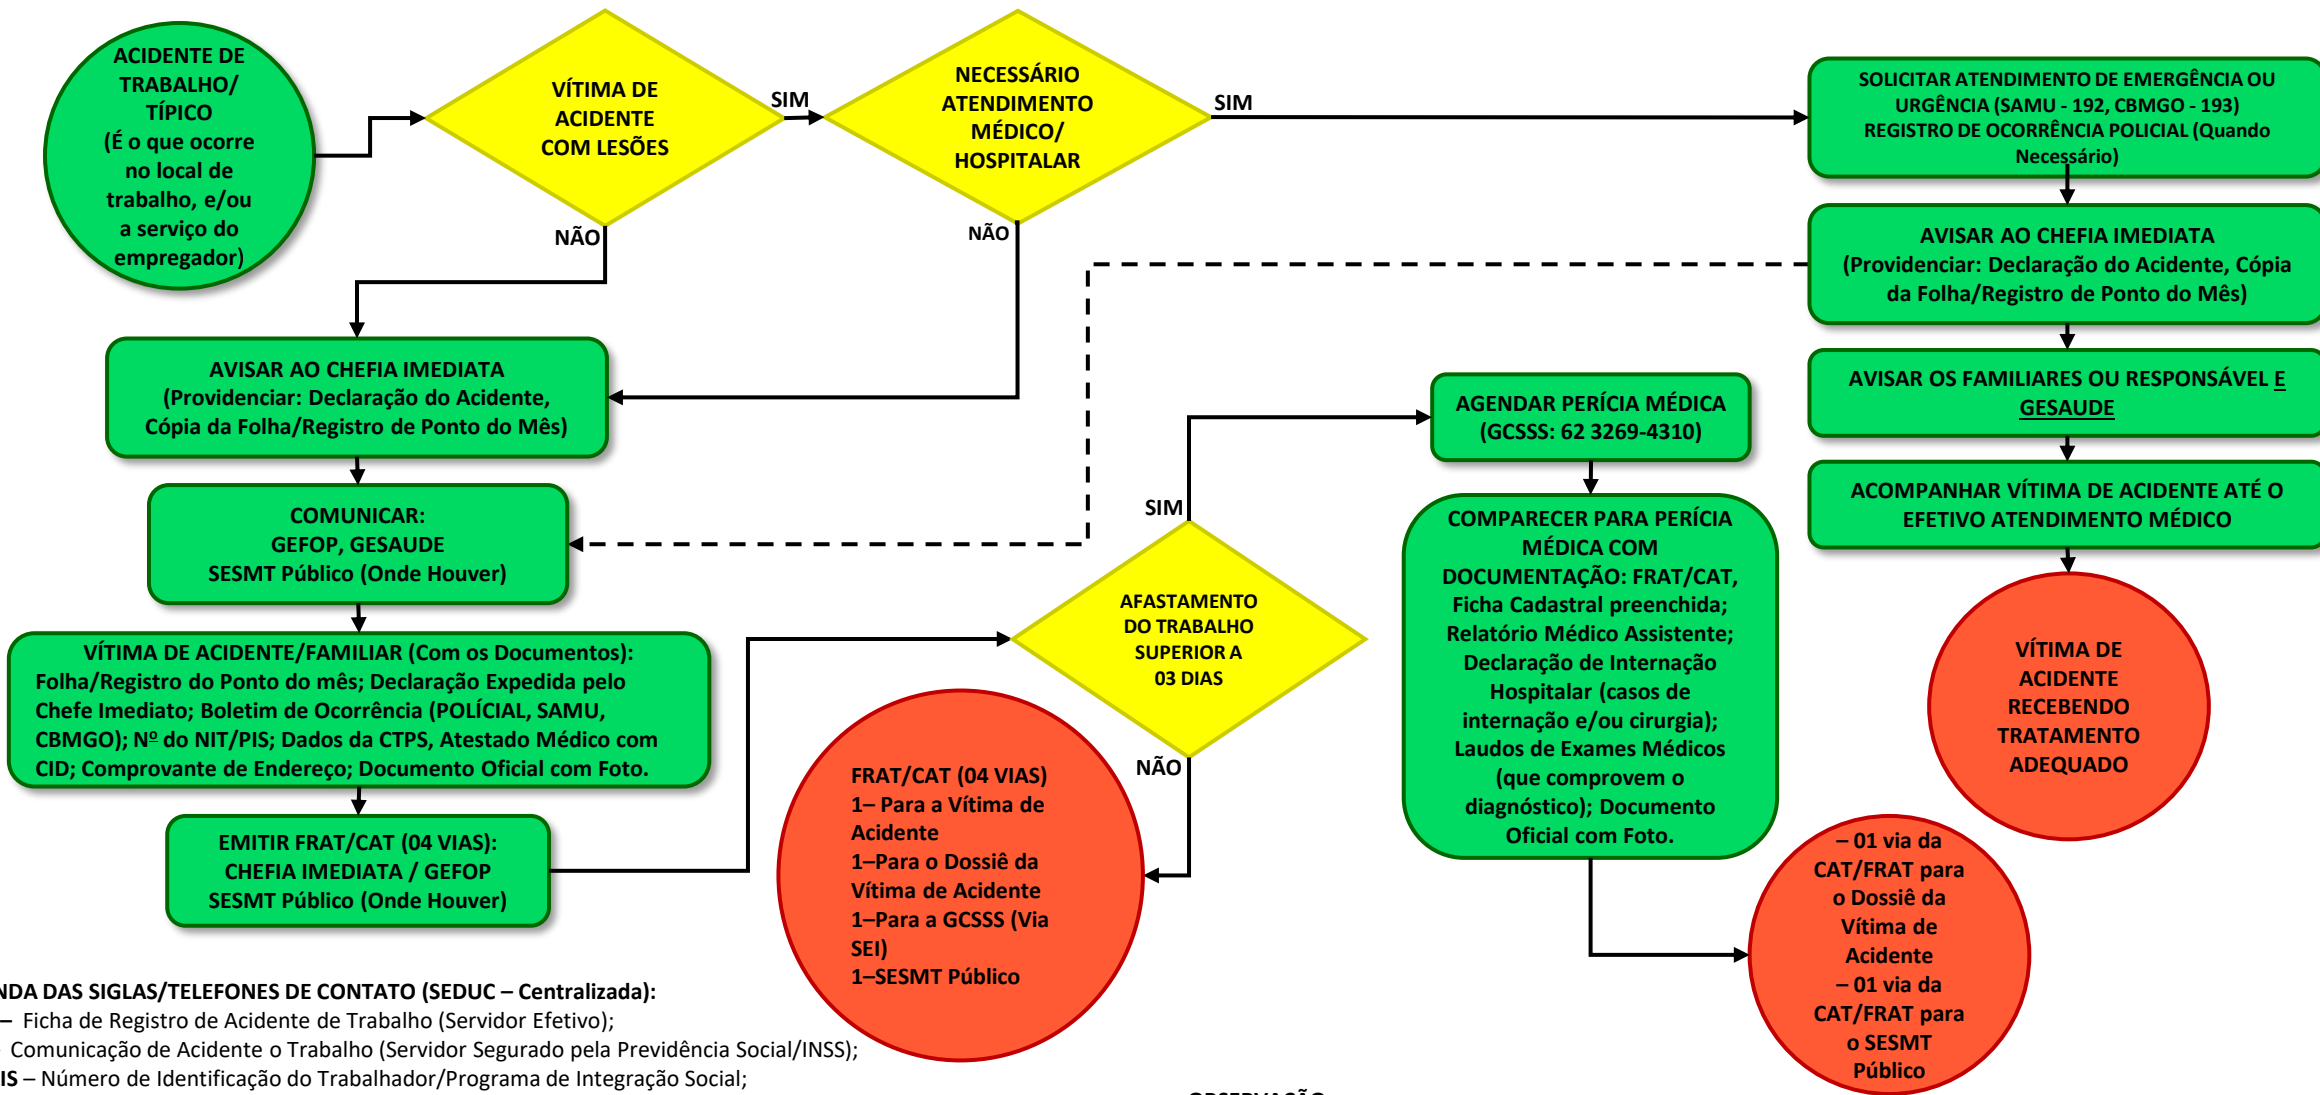 ACIDENTE DE
TRABALHO/
TÍPICO
(É o que ocorre
no local de
trabalho, e/ou
a serviço do
empregador)
VÍTIMA DE
ACIDENTE
COM LESÕES
SIM
NÃO
NECESSÁRIO
ATENDIMENTO
MÉDICO/
HOSPITALAR
SIM
NÃO
SOLICITAR ATENDIMENTO DE EMERGÊNCIA OU
URGÊNCIA (SAMU - 192, CBMGO - 193)
REGISTRO DE OCORRÊNCIA POLICIAL (Quando
Necessário)
AVISAR AO CHEFIA IMEDIATA
(Providenciar: Declaração do Acidente, Cópia
da Folha/Registro de Ponto do Mês)
AVISAR OS FAMILIARES OU RESPONSÁVEL E
GESAUDE
ACOMPANHAR VÍTIMA DE ACIDENTE ATÉ O
EFETIVO ATENDIMENTO MÉDICO
VÍTIMA DE
ACIDENTE
RECEBENDO
TRATAMENTO
ADEQUADO
AVISAR AO CHEFIA IMEDIATA
(Providenciar: Declaração do Acidente,
Cópia da Folha/Registro de Ponto do Mês)
COMUNICAR:
GEFOP, GESAUDE
SESMT Público (Onde Houver)
VÍTIMA DE ACIDENTE/FAMILIAR (Com os Documentos):
Folha/Registro do Ponto do mês; Declaração Expedida pelo
Chefe Imediato; Boletim de Ocorrência (POLÍCIAL, SAMU,
CBMGO); Nº do NIT/PIS; Dados da CTPS, Atestado Médico com
CID; Comprovante de Endereço; Documento Oficial com Foto.
EMITIR FRAT/CAT (04 VIAS):
CHEFIA IMEDIATA / GEFOP
SESMT Público (Onde Houver)
AFASTAMENTO
DO TRABALHO
SUPERIOR A
03 DIAS
SIM
NÃO
FRAT/CAT (04 VIAS)
1– Para a Vítima de
Acidente
1–Para o Dossiê da
Vítima de Acidente
1–Para a GCSSS (Via
SEI)
1–SESMT Público
AGENDAR PERÍCIA MÉDICA
(GCSSS: 62 3269-4310)
COMPARECER PARA PERÍCIA
MÉDICA COM
DOCUMENTAÇÃO: FRAT/CAT,
Ficha Cadastral preenchida;
Relatório Médico Assistente;
Declaração de Internação
Hospitalar (casos de
internação e/ou cirurgia);
Laudos de Exames Médicos
(que comprovem o
diagnóstico); Documento
Oficial com Foto.
– 01 via da
CAT/FRAT para
o Dossiê da
Vítima de
Acidente
– 01 via da
CAT/FRAT para
o SESMT
Público
NDA DAS SIGLAS/TELEFONES DE CONTATO (SEDUC – Centralizada):
– Ficha de Registro de Acidente de Trabalho (Servidor Efetivo);
Comunicação de Acidente o Trabalho (Servidor Segurado pela Previdência Social/INSS);
IS – Número de Identificação do Trabalhador/Programa de Integração Social;